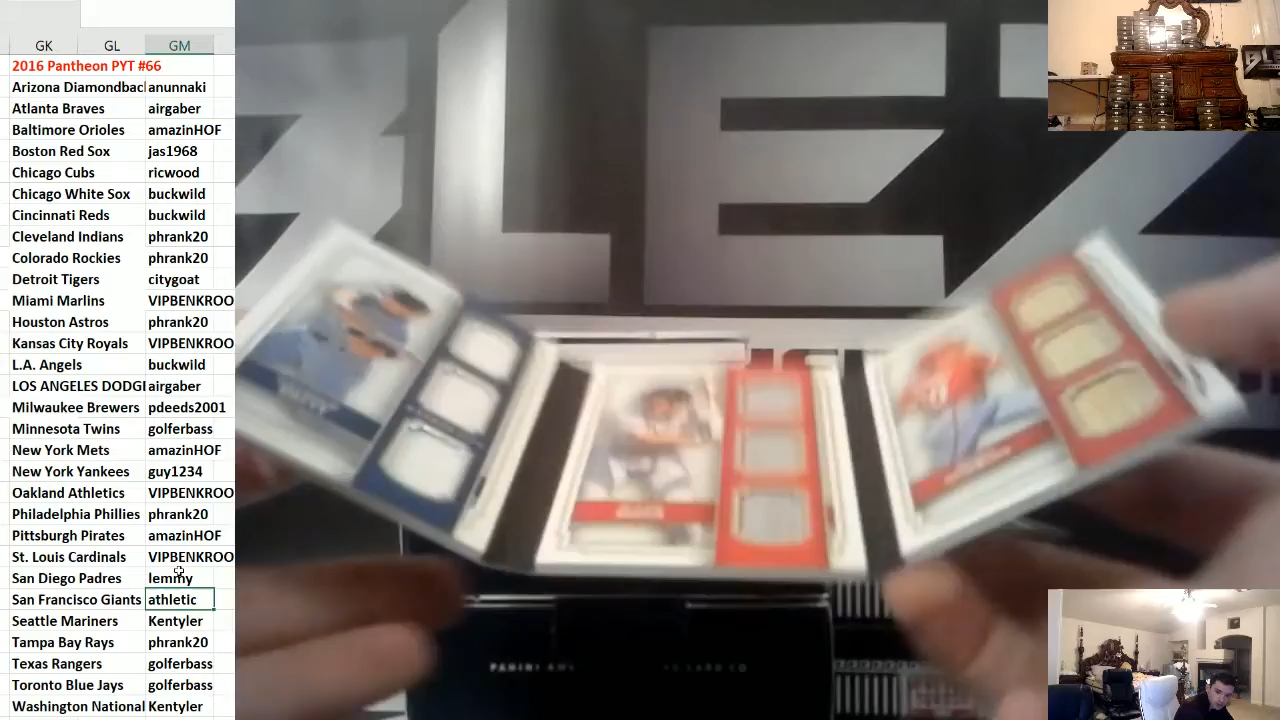 GK GL GM
2016 Pantheon PYT #66
Arizona Diamondbac anunnaki
Atlanta Braves airgaber
Baltimore Orioles amazinHOF
Boston Red Sox jas1968
Chicago Cubs ricwood
Chicago White Sox buckwild
Cincinnati Reds buckwild
Cleveland Indians phrank20
Colorado Rockies phrank20
Detroit Tigers citygoat
Miami Marlins VIPBENKROO
Houston Astros phrank20
Kansas City Royals VIPBENKROO
L.A. Angels buckwild
LOS ANGELES DODG airgaber
Milwaukee Brewers pdeeds2001
Minnesota Twins golferbass
New York Mets amazinHOF
New York Yankees guy1234
Oakland Athletics VIPBENKROO
Philadelphia Phillies phrank20
Pittsburgh Pirates amazinHOF
St. Louis Cardinals VIPBENKROO
San Diego Padres lemmy
San Francisco Giants athletic
Seattle Mariners Kentyler
Tampa Bay Rays phrank20
Texas Rangers golferbass
Toronto Blue Jays golferbass
Washington National Kentyler
BLEZ
PANINI